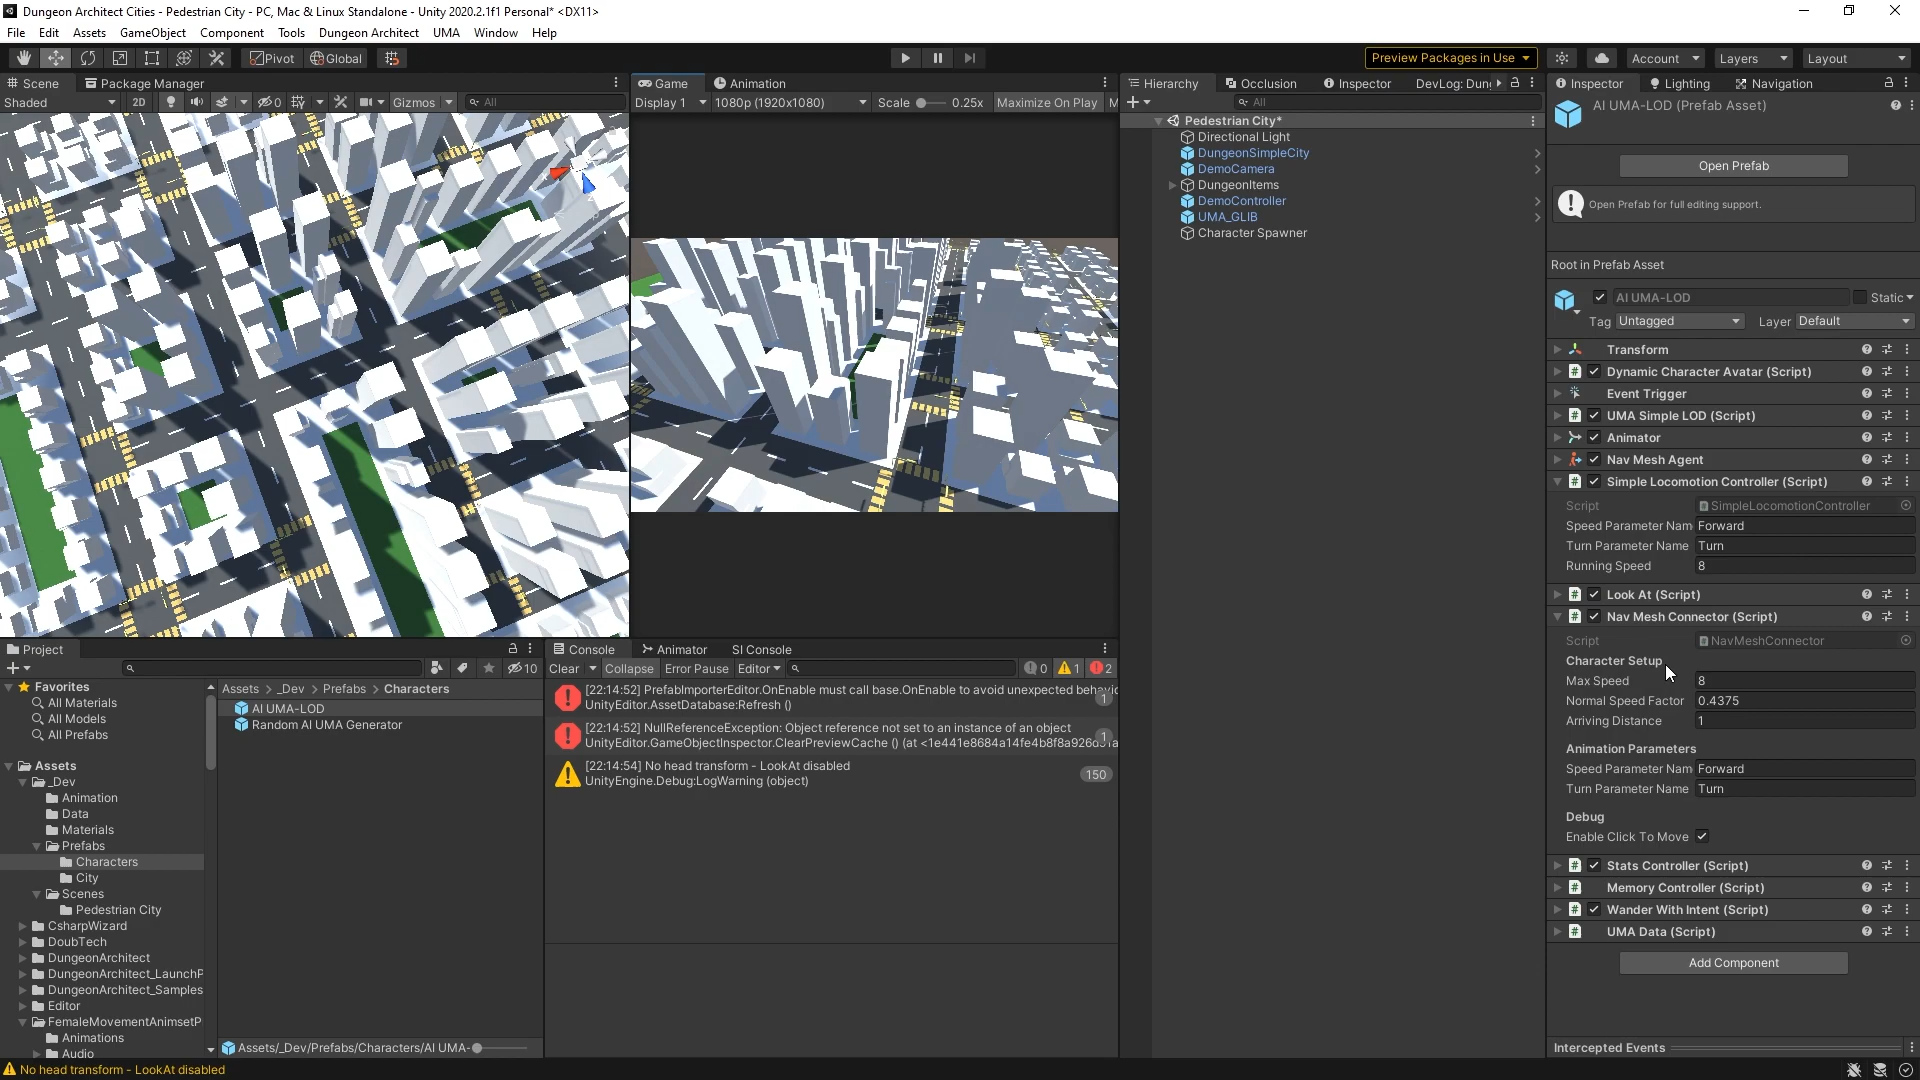 Dungeon Architect Cities - Pedestrian City - PC, Mac & Linux Standalone - Unity 2020.2.1f1 Personal* <DX11>
File Edit Assets GameObject Component Tools Dungeon Architect UMA Window Help
Pivot Global Preview Packages in Use Account Layers Layout
Scene Package Manager
Shaded 2D 0 Gizmos All
Game Animation
Display 1 1080p (1920x1080) Scale 0.25x Maximize On Play M
Hierarchy Occlusion Inspector DevLog: Dun
All
Pedestrian City*
Directional Light
DungeonSimpleCity
DemoCamera
DungeonItems
DemoController
UMA_GLIB
Character Spawner
Project
10
Favorites
All Materials
All Models
All Prefabs
Assets
_Dev
Animation
Data
Materials
Prefabs
Characters
City
Scenes
Pedestrian City
CsharpWizard
DoubTech
DungeonArchitect
DungeonArchitect_LaunchP
DungeonArchitect_Samples
Editor
FemaleMovementAnimsetP
Animations
Audio
Assets > _Dev > Prefabs > Characters
AI UMA-LOD
Random AI UMA Generator
Assets/_Dev/Prefabs/Characters/AI UMA-
Console Animator SI Console
Clear Collapse Error Pause Editor 0 1 2
[22:14:52] PrefabImporterEditor.OnEnable must call base.OnEnable to avoid unexpected behavio
UnityEditor.AssetDatabase:Refresh ()
1
[22:14:52] NullReferenceException: Object reference not set to an instance of an object
UnityEditor.GameObjectInspector.ClearPreviewCache () (at <1e441e8684a14fe4b8f8a926d
1
[22:14:54] No head transform - LookAt disabled
UnityEngine.Debug:LogWarning (object)
150
Inspector Lighting Navigation
AI UMA-LOD (Prefab Asset)
Open Prefab
Open Prefab for full editing support.
Root in Prefab Asset
AI UMA-LOD Static
Tag Untagged Layer Default
Transform
Dynamic Character Avatar (Script)
Event Trigger
UMA Simple LOD (Script)
Animator
Nav Mesh Agent
Simple Locomotion Controller (Script)
Script SimpleLocomotionController
Speed Parameter Nam Forward
Turn Parameter Name Turn
Running Speed 8
Look At (Script)
Nav Mesh Connector (Script)
Script NavMeshConnector
Character Setup
Max Speed 8
Normal Speed Factor 0.4375
Arriving Distance 1
Animation Parameters
Speed Parameter Nam Forward
Turn Parameter Name Turn
Debug
Enable Click To Move
Stats Controller (Script)
Memory Controller (Script)
Wander With Intent (Script)
UMA Data (Script)
Add Component
Intercepted Events
No head transform - LookAt disabled